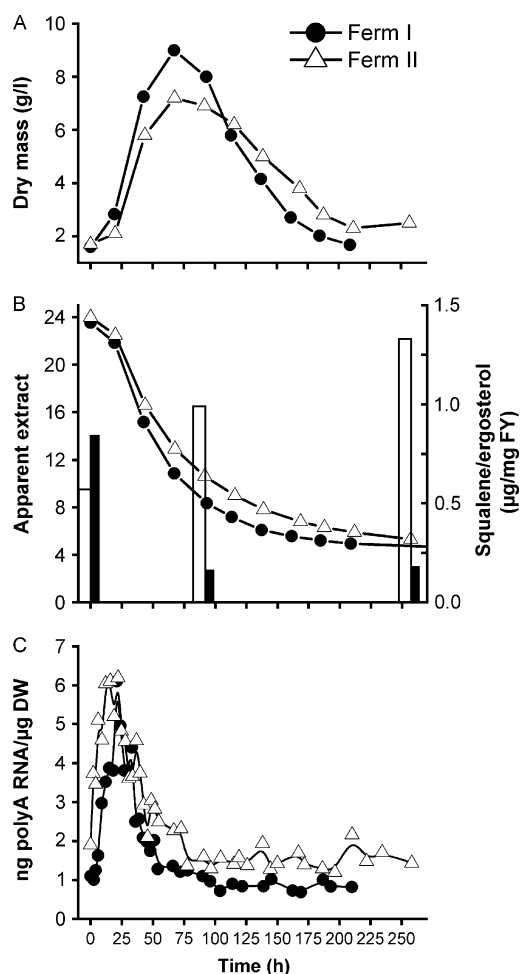 A
10
8
6
4
2
Dry mass (g/l)
Ferm I
Ferm II
B
24
20
16
12
8
4
0
Apparent extract
1.5
1.0
0.5
0.0
Squalene/ergosterol
(µg/mg FY)
C
7
6
5
4
3
2
1
0
ng polyA RNA/µg DW
0 25 50 75 100 125 150 175 200 225 250
Time (h)